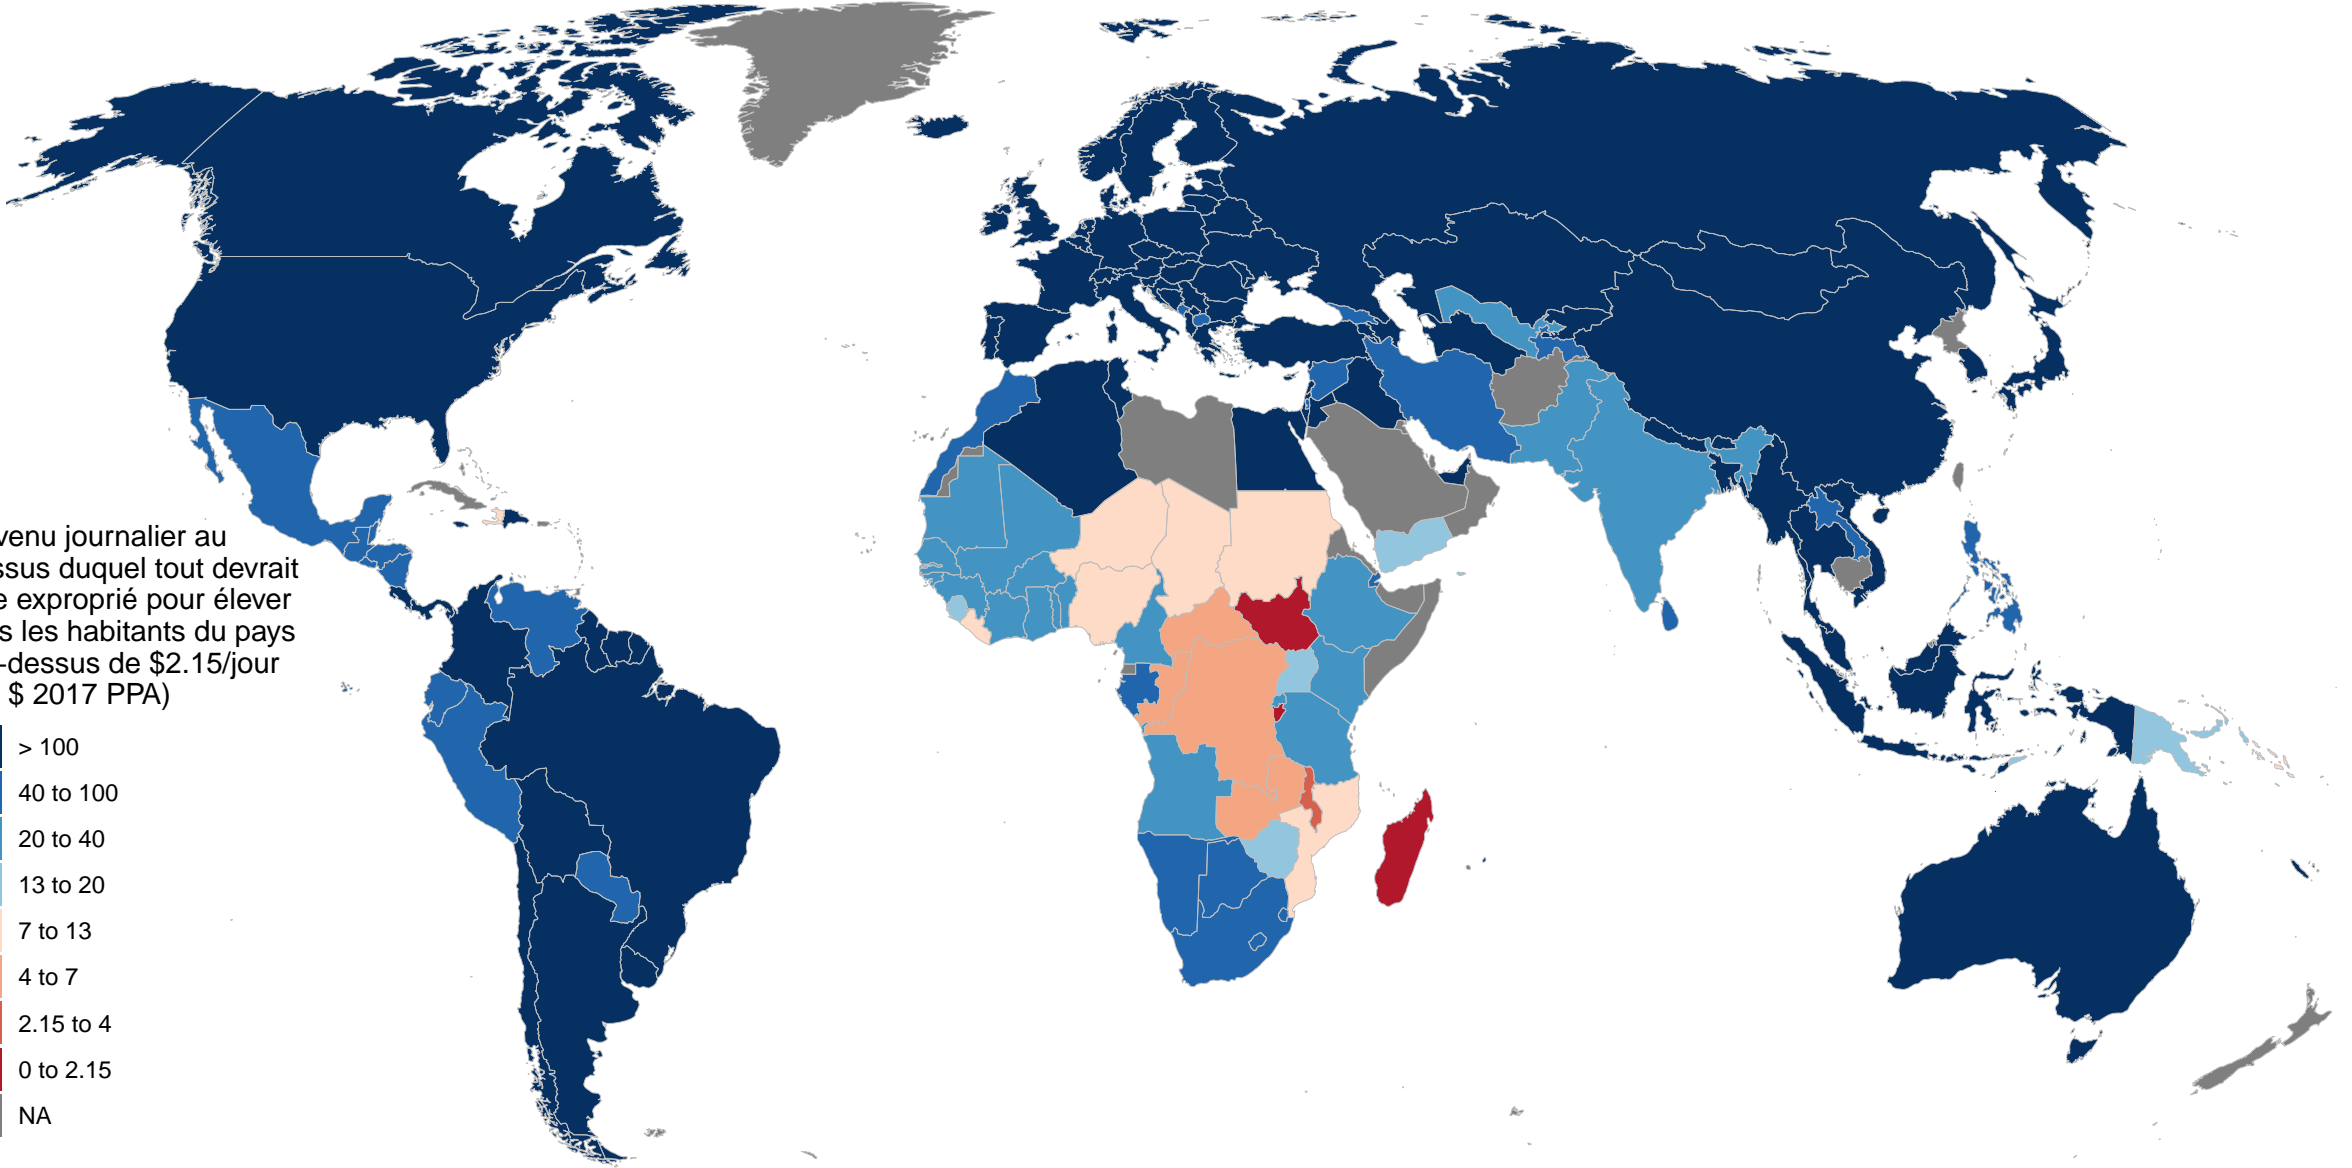 venu journalier au
ssus duquel tout devrait
e exproprié pour élever
s les habitants du pays
-dessus de $2.15/jour
$ 2017 PPA)
> 100
40 to 100
20 to 40
13 to 20
7 to 13
4 to 7
2.15 to 4
0 to 2.15
NA